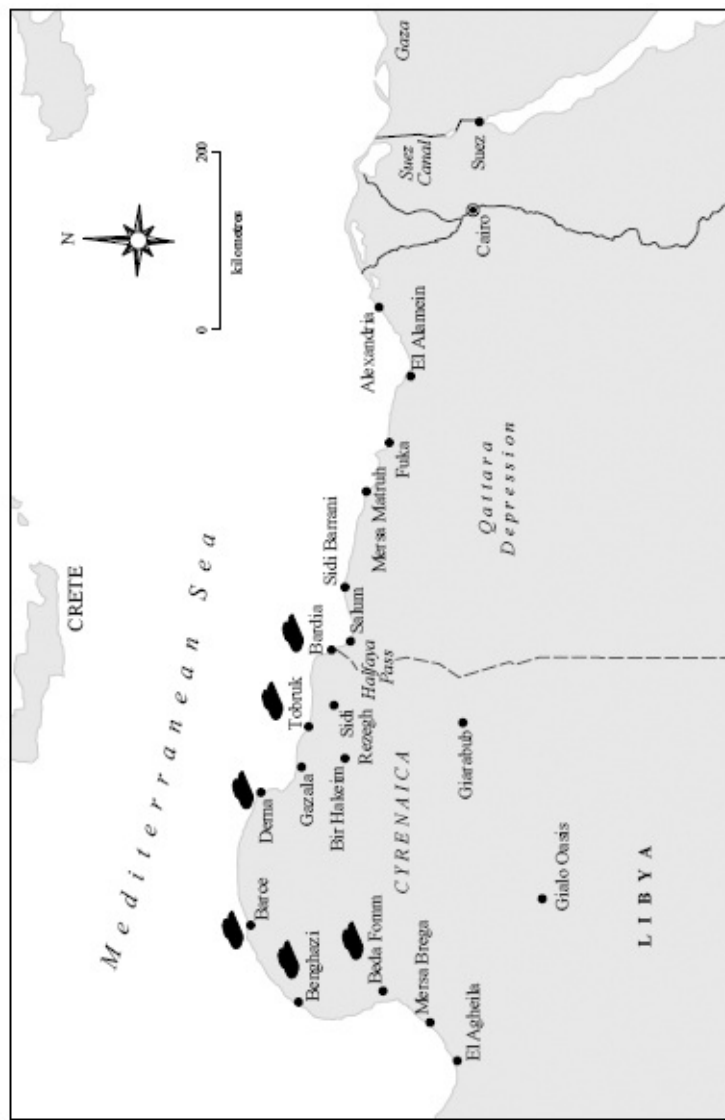 Mediterranean Sea
CRETE
N
0
200
kilometres
Gaza
Barce
Benghazi
Derna
Gazala
Tobruk
Bardia
Sidi Barrani
Salum
Halfaya
Pass
Sidi
Rezegh
Bir Hakeim
Beda Fomm
Mersa Brega
El Agheila
Mersa Matruh
Fuka
El Alamein
Alexandria
Cairo
Suez
Canal
Suez
CYRENAICA
Giarabub
Gialo Oasis
LIBYA
Qattara
Depression